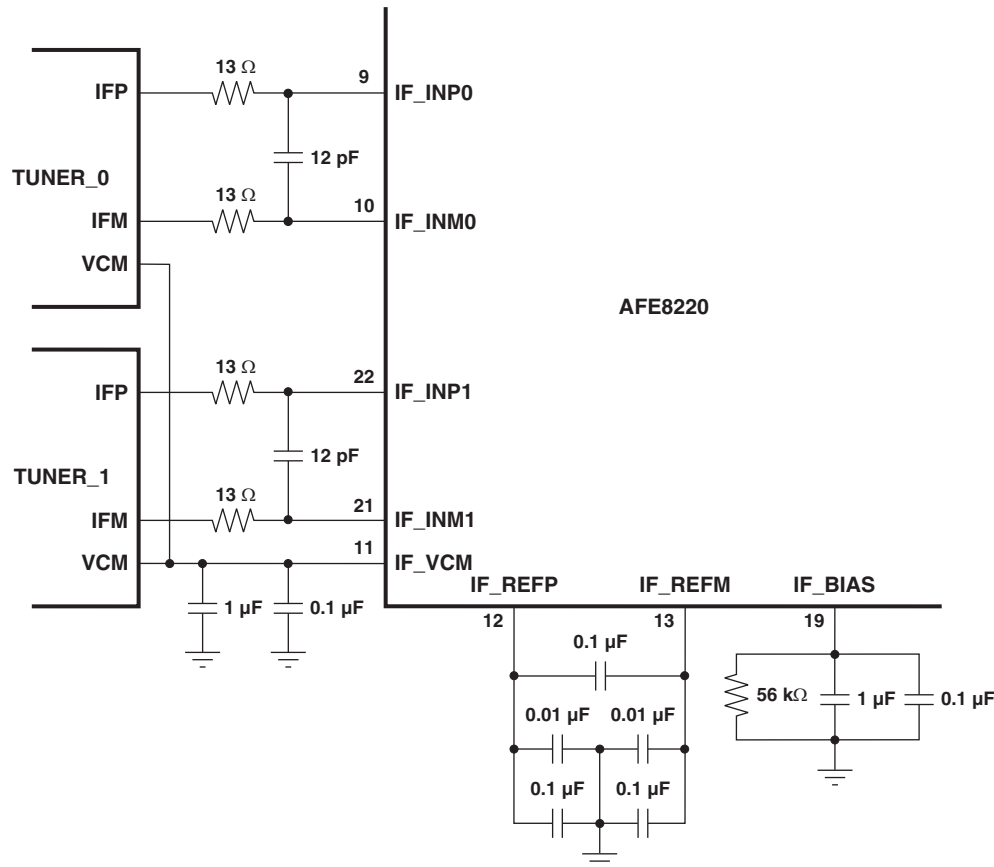 13 Ω
IFP
9
IF_INP0
12 pF
TUNER_0
13 Ω
IFM
10
IF_INM0
VCM
AFE8220
13 Ω
IFP
22
IF_INP1
12 pF
TUNER_1
13 Ω
IFM
21
IF_INM1
VCM
11
IF_VCM
1 µF
0.1 µF
IF_REFP
IF_REFM
IF_BIAS
12
13
19
0.1 µF
56 kΩ
1 µF
0.1 µF
0.01 µF
0.01 µF
0.1 µF
0.1 µF